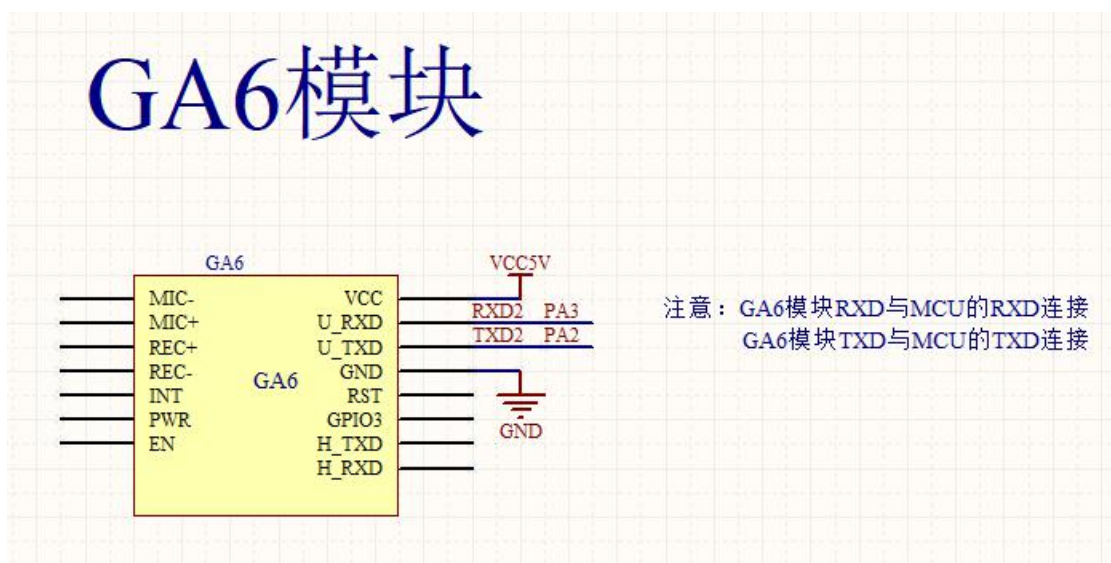 GA6模块
GA6
VCC5V
MIC-
MIC+
REC+
REC-
INT
PWR
EN
GA6
VCC
U_RXD
U_TXD
GND
RST
GPIO3
H_TXD
H_RXD
RXD2 PA3
TXD2 PA2
GND
注意：GA6模块RXD与MCU的RXD连接
GA6模块TXD与MCU的TXD连接